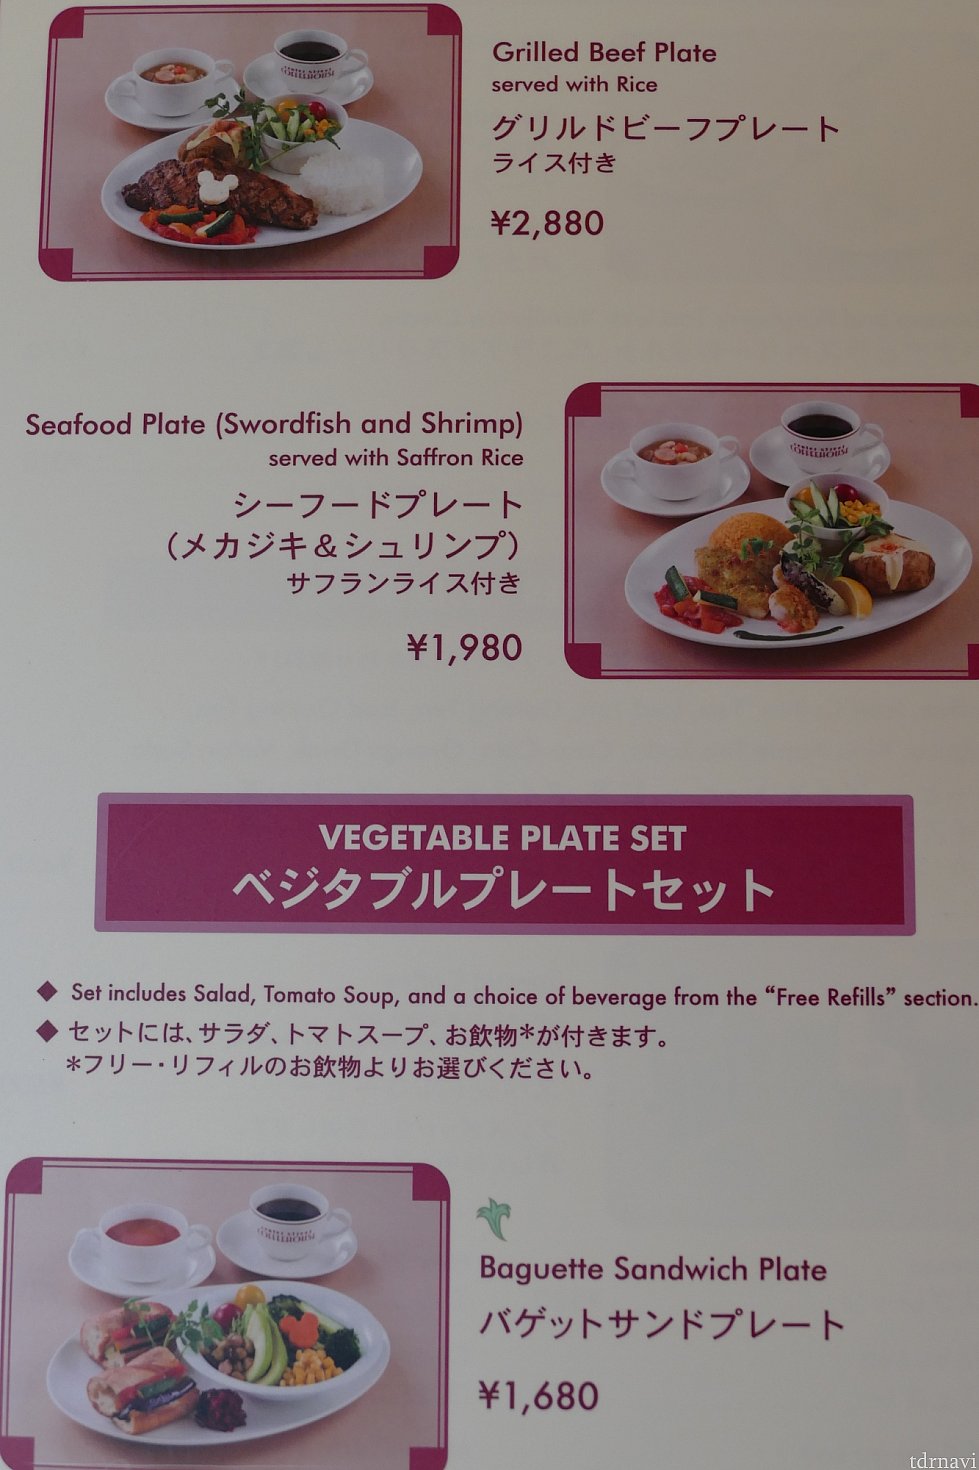 Grilled Beef Plate
served with Rice
グリルドビーフプレート
ライス付き
¥2,880
Seafood Plate (Swordfish and Shrimp)
served with Saffron Rice
シーフードプレート
（メカジキ＆シュリンプ）
サフランライス付き
¥1,980
VEGETABLE PLATE SET
ベジタブルプレートセット
◆ Set includes Salad, Tomato Soup, and a choice of beverage from the “Free Refills” section.
◆ セットには、サラダ、トマトスープ、お飲物*が付きます。
*フリー・リフィルのお飲物よりお選びください。
Baguette Sandwich Plate
バゲットサンドプレート
¥1,680
COFFEEHOUSE
COFFEEHOUSE
COFFEEHOUSE
tdrnavi